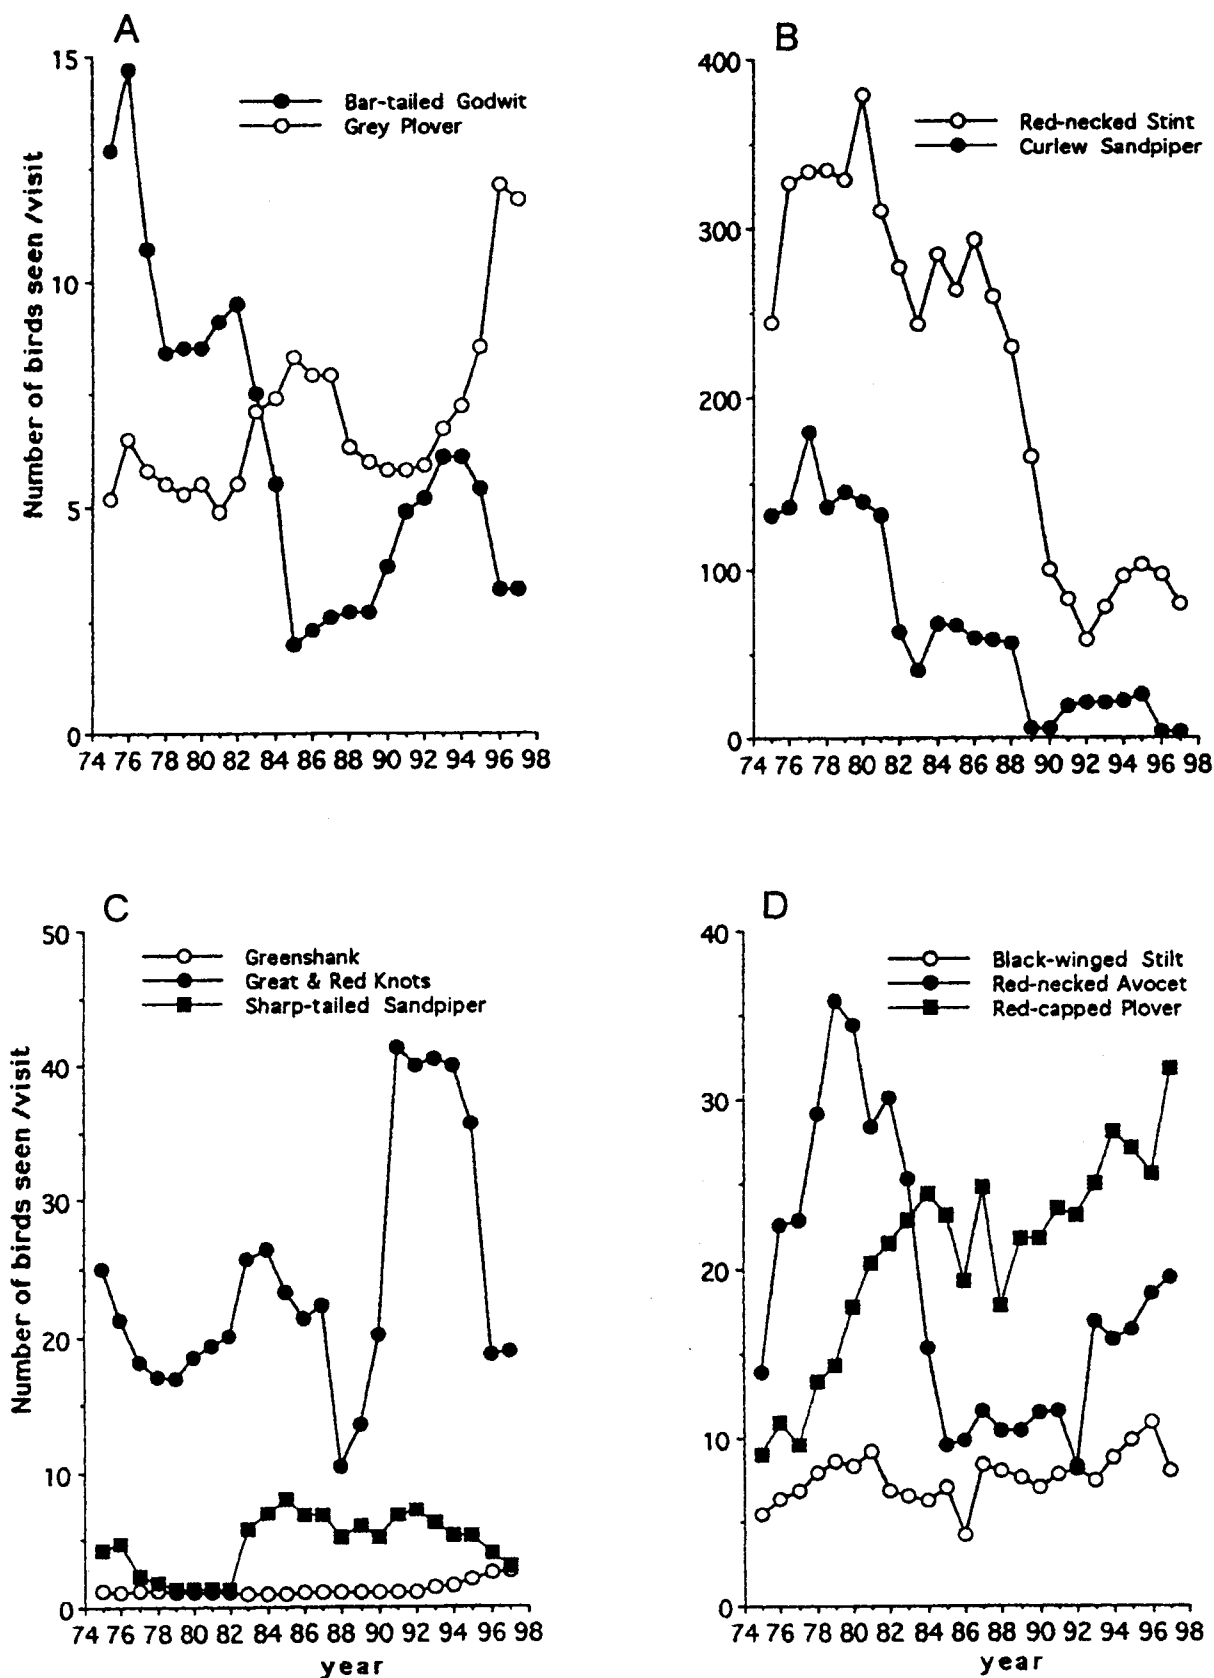 A
Number of birds seen /visit
15
10
5
0
Bar-tailed Godwit
Grey Plover
74 76 78 80 82 84 86 88 90 92 94 96 98
B
400
300
200
100
0
Red-necked Stint
Curlew Sandpiper
74 76 78 80 82 84 86 88 90 92 94 96 98
C
Number of birds seen /visit
50
40
30
20
10
0
Greenshank
Great & Red Knots
Sharp-tailed Sandpiper
74 76 78 80 82 84 86 88 90 92 94 96 98
year
D
40
30
20
10
0
Black-winged Stilt
Red-necked Avocet
Red-capped Plover
74 76 78 80 82 84 86 88 90 92 94 96 98
year